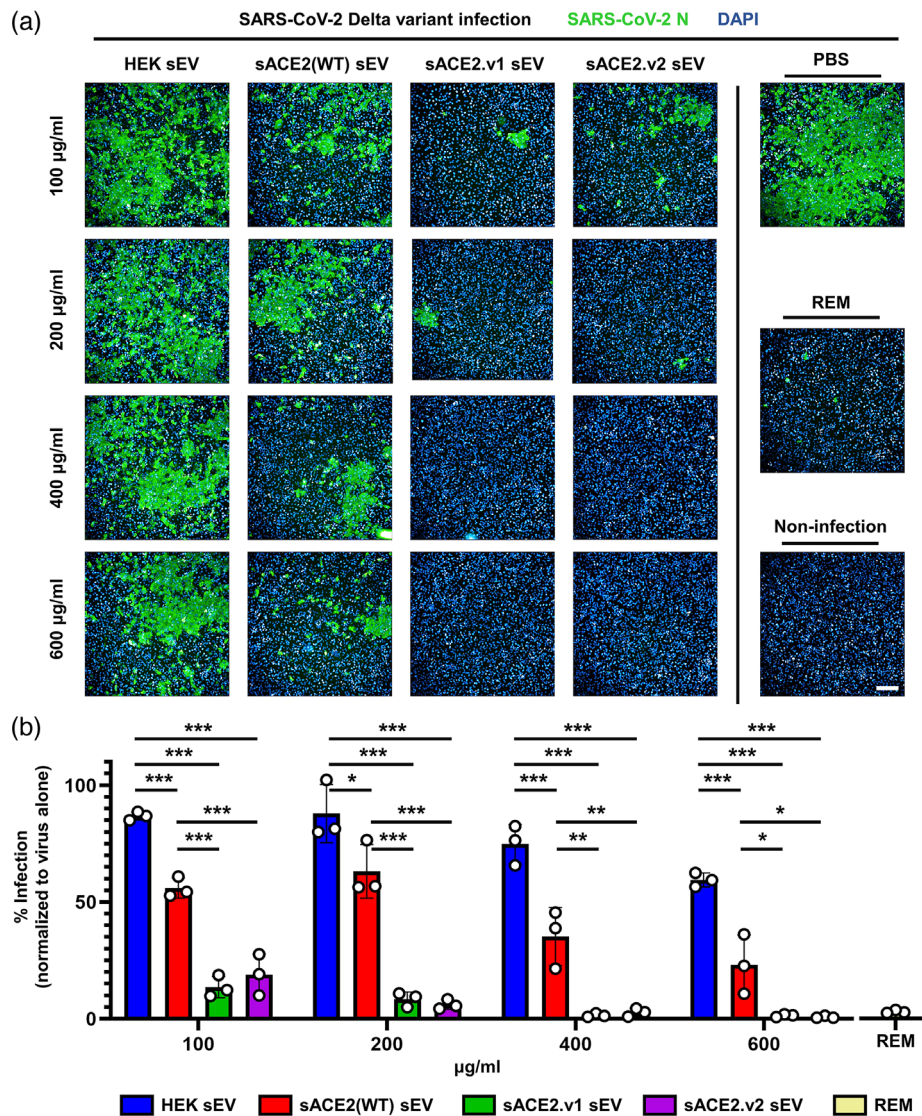 (a)
SARS-CoV-2 Delta variant infection SARS-CoV-2 N DAPI
HEK sEV sACE2(WT) sEV sACE2.v1 sEV sACE2.v2 sEV PBS
100 µg/ml
200 µg/ml
REM
400 µg/ml
Non-infection
600 µg/ml
(b)
*** *** *** ***
*** *** *** ***
*** * *** ***
*** *** ** *
*** *** ** *
% Infection
(normalized to virus alone)
100
50
0
100 200 400 600 REM
µg/ml
HEK sEV sACE2(WT) sEV sACE2.v1 sEV sACE2.v2 sEV REM